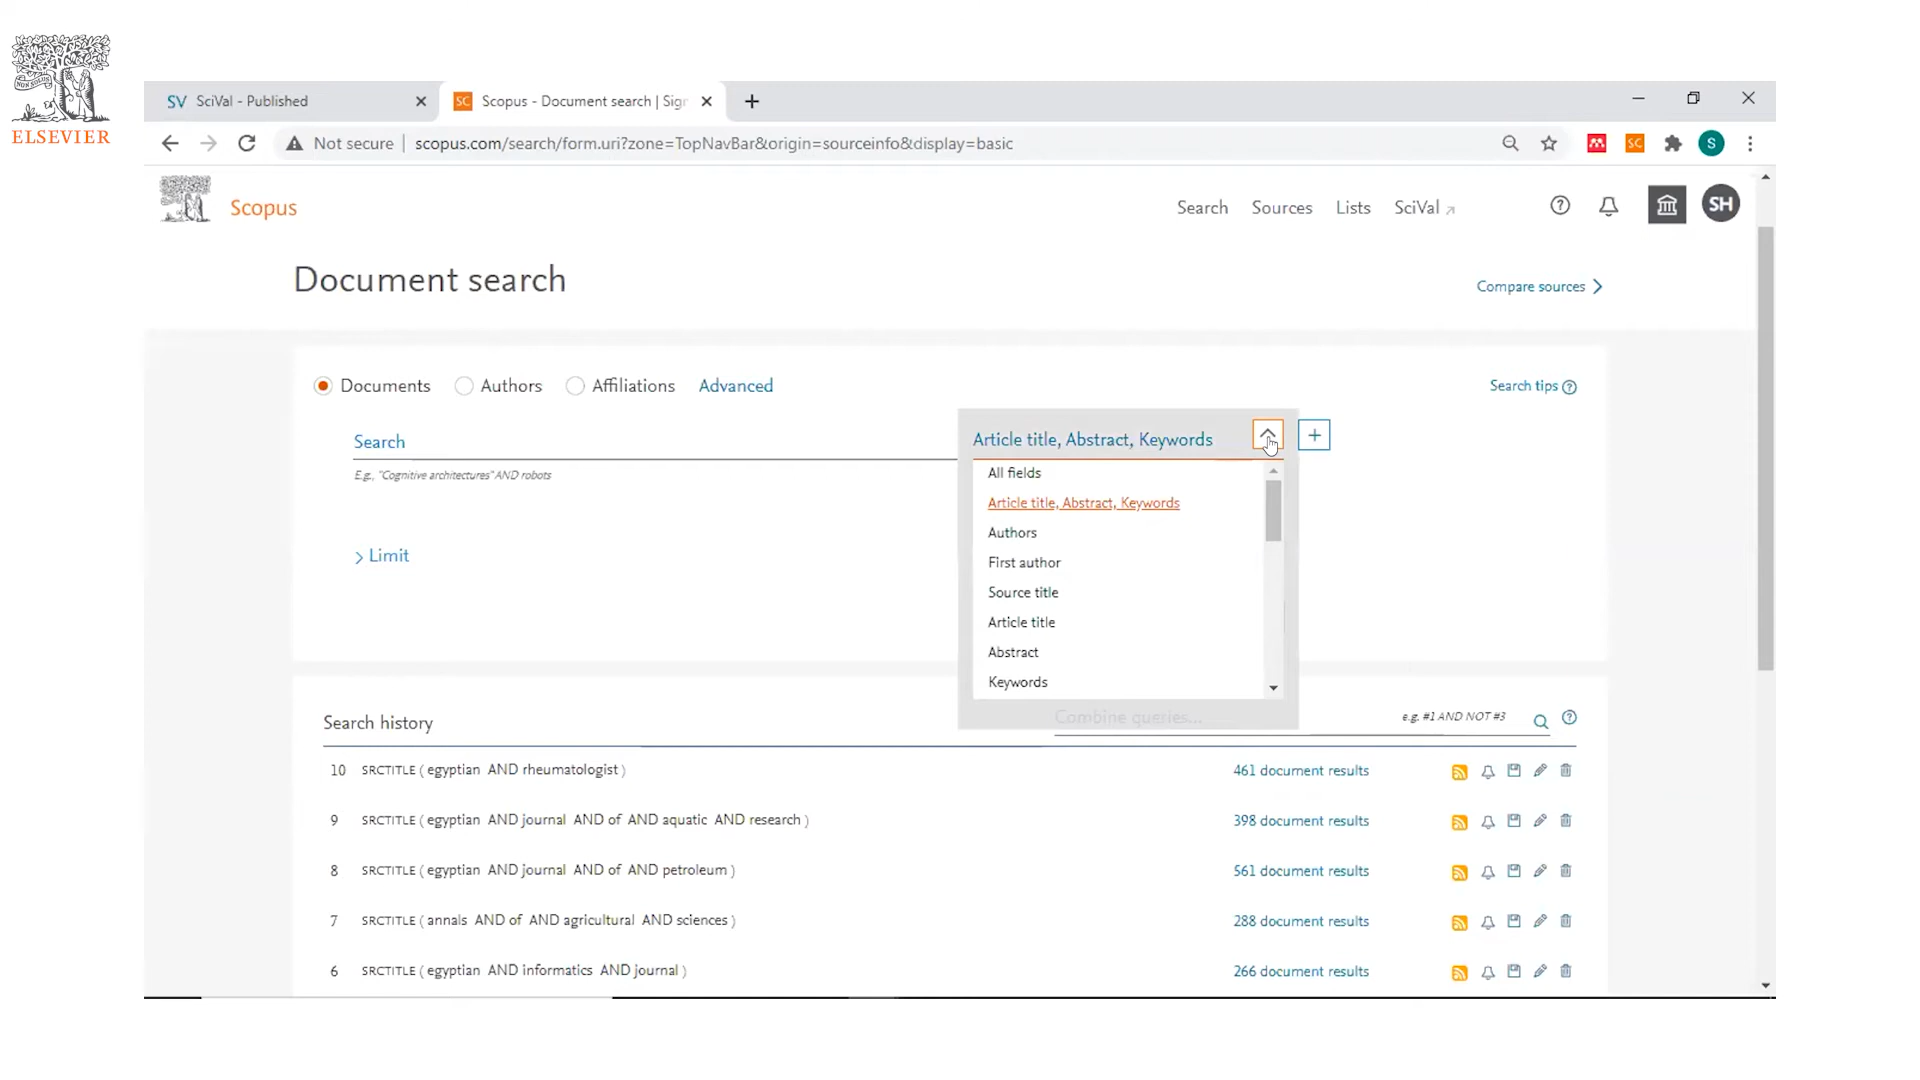 ELSEVIER
SV SciVal - Published
SC Scopus - Document search | Sig
Not secure | scopus.com/search/form.uri?zone=TopNavBar&origin=sourceinfo&display=basic
SC
S
Scopus
Search Sources Lists SciVal
SH
Document search
Compare sources
Documents Authors Affiliations Advanced
Search tips
Search
Article title, Abstract, Keywords
E.g., "Cognitive architectures" AND robots
All fields
Article title, Abstract, Keywords
Authors
First author
Source title
Article title
Abstract
Keywords
Limit
Search history
Combine queries...
e.g. #1 AND NOT #3
10 SRCTITLE ( egyptian AND rheumatologist ) 461 document results
9 SRCTITLE ( egyptian AND journal AND of AND aquatic AND research ) 398 document results
8 SRCTITLE ( egyptian AND journal AND of AND petroleum ) 561 document results
7 SRCTITLE ( annals AND of AND agricultural AND sciences ) 288 document results
6 SRCTITLE ( egyptian AND informatics AND journal ) 266 document results